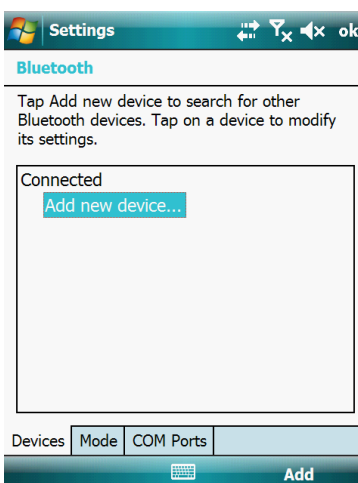 Settings
ok
Bluetooth
Tap Add new device to search for other
Bluetooth devices. Tap on a device to modify
its settings.
Connected
Add new device...
Devices Mode COM Ports
Add